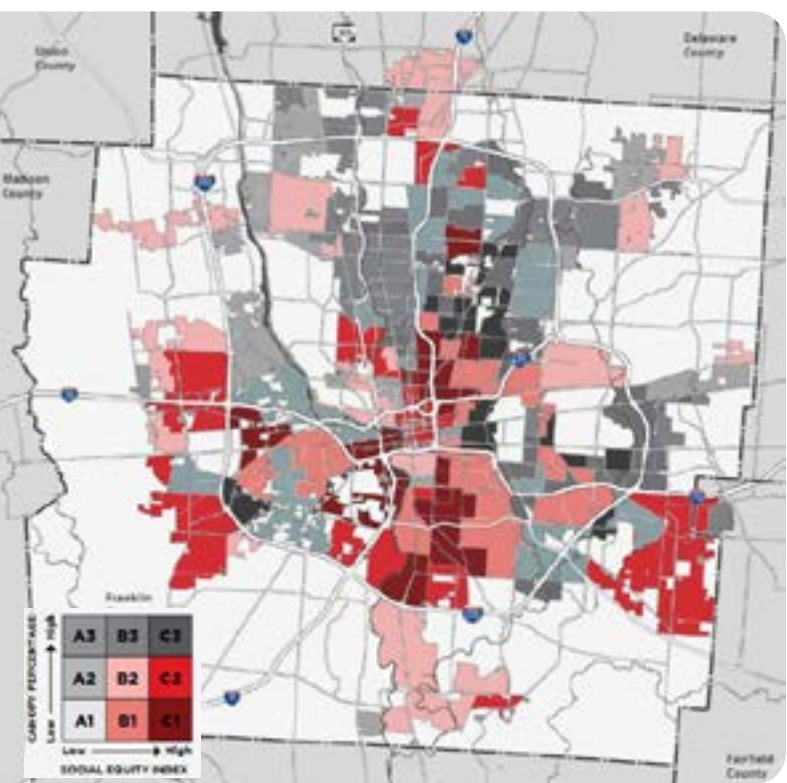 Union
County
Delaware
County
Madison
County
Franklin
CANOPY PERCENTAGE
Low
High
A3
B3
C3
A2
B2
C2
A1
B1
C1
Low
High
SOCIAL EQUITY INDEX
Fairfield
County